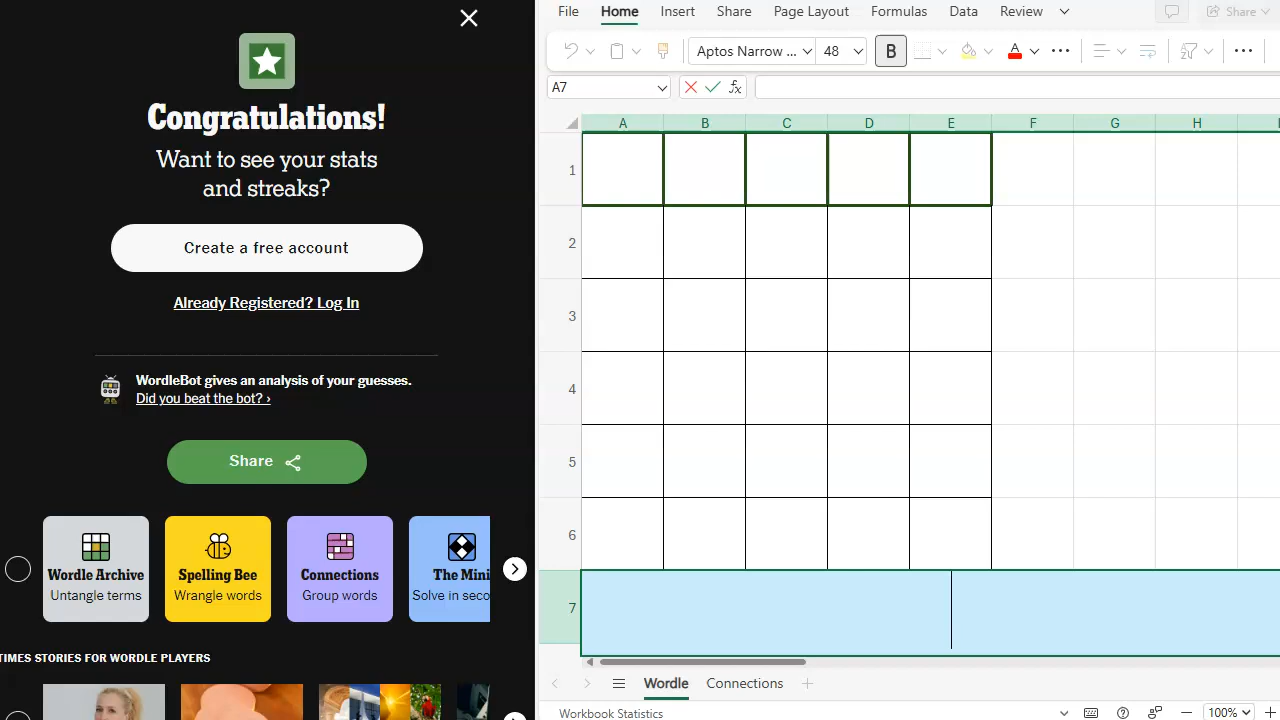 Congratulations!
Want to see your stats
and streaks?
Create a free account
Already Registered? Log In
WordleBot gives an analysis of your guesses.
Did you beat the bot? ›
Share
Wordle Archive
Untangle terms
Spelling Bee
Wrangle words
Connections
Group words
The Mini
Solve in seco
TIMES STORIES FOR WORDLE PLAYERS
File Home Insert Share Page Layout Formulas Data Review
Share
Aptos Narrow ... 48 B A ... ...
A7 fx
A B C D E F G H
1
2
3
4
5
6
7
Wordle Connections
Workbook Statistics 100%